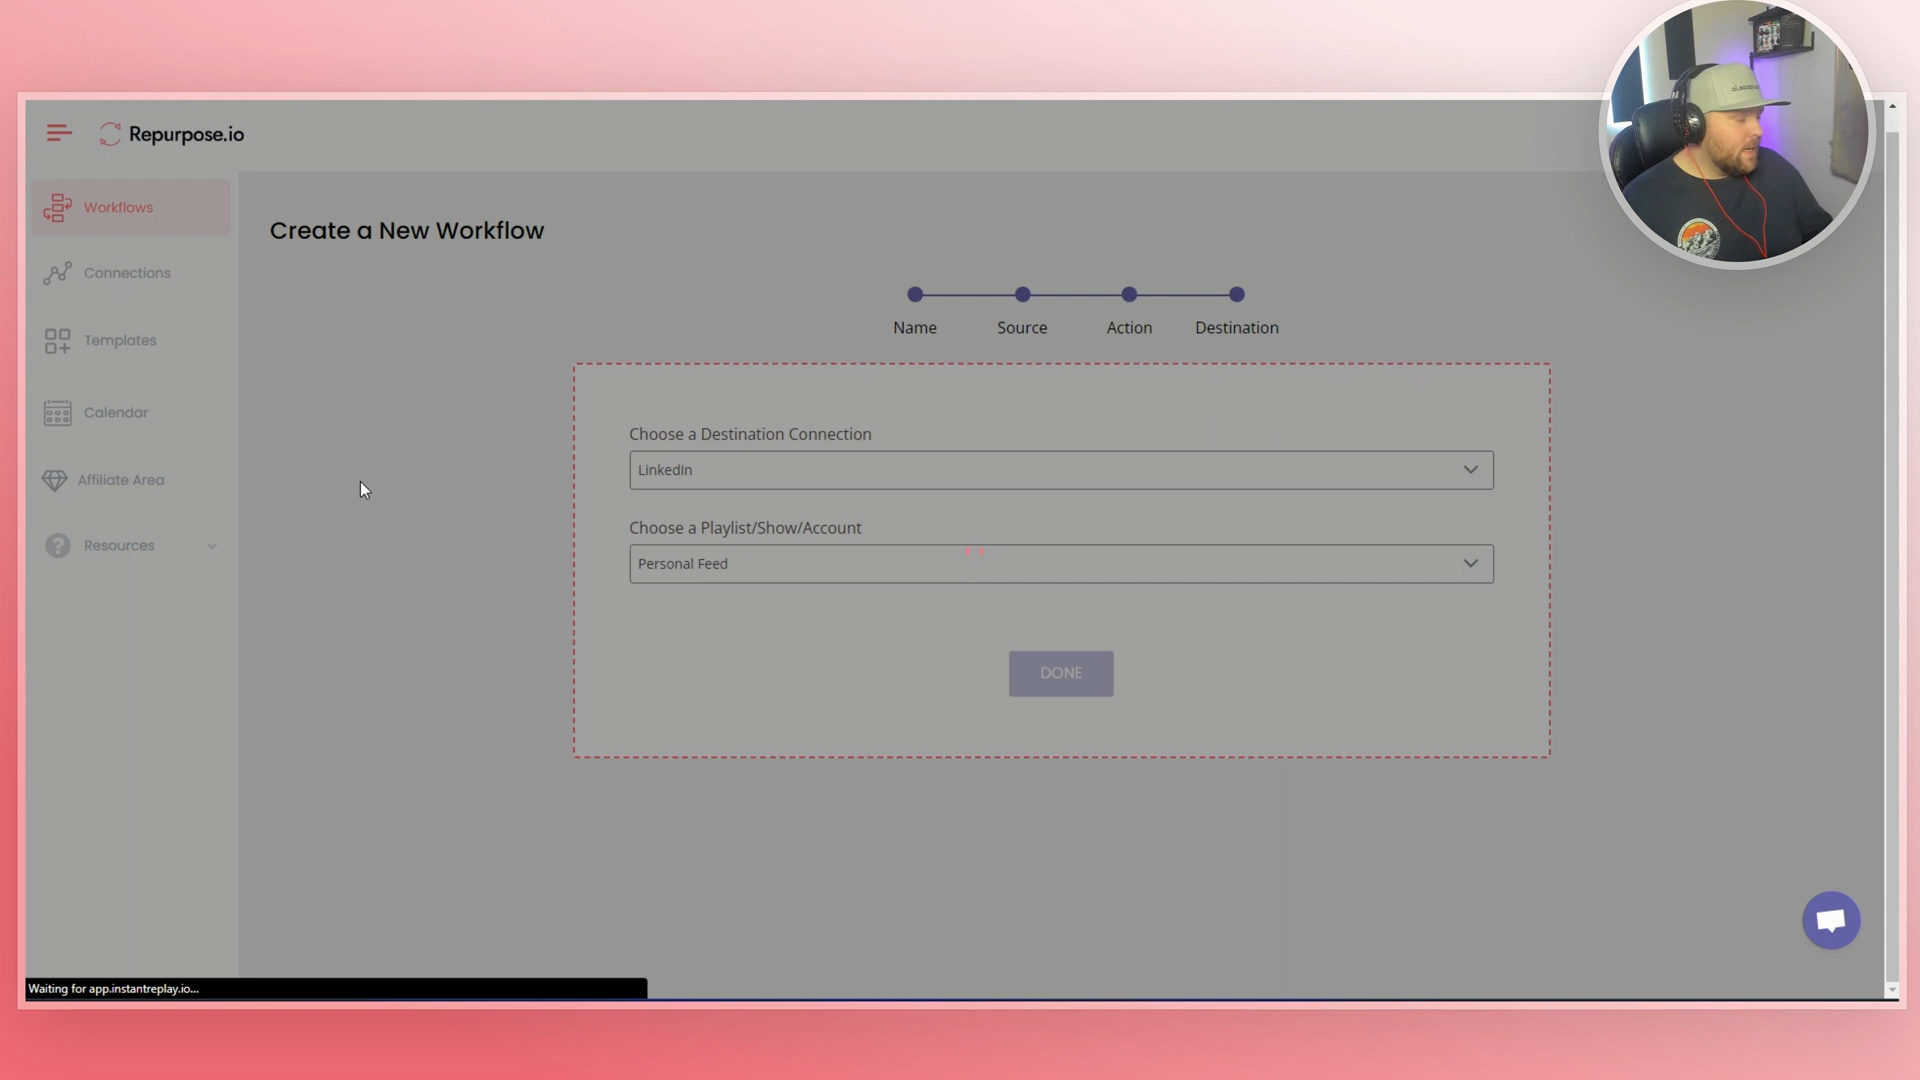 Repurpose.io
Workflows
Connections
Templates
Calendar
Affiliate Area
Resources
Create a New Workflow
Name
Source
Action
Destination
Choose a Destination Connection
LinkedIn
Choose a Playlist/Show/Account
Personal Feed
DONE
Waiting for app.instantreplay.io...